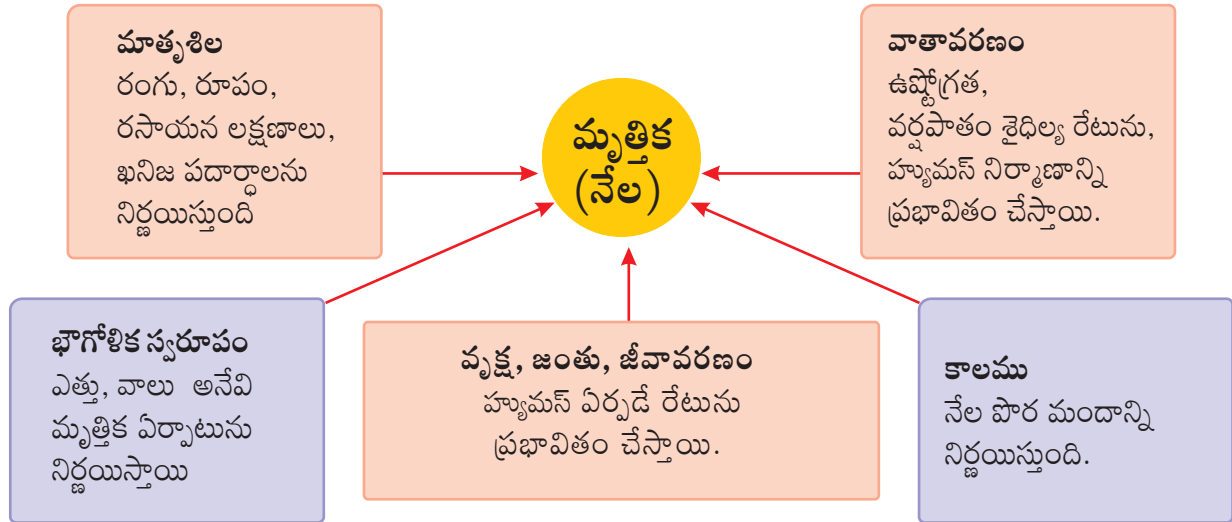 మాతృశిల
రంగు, రూపం,
రసాయన లక్షణాలు,
ఖనిజ పదార్థాలను
నిర్ణయిస్తుంది
మృత్తిక
(నేల)
వాతావరణం
ఉష్ణోగ్రత,
వర్షపాతం శైధిల్య రేటును,
హ్యుమస్ నిర్మాణాన్ని
ప్రభావితం చేస్తాయి.
భౌగోళిక స్వరూపం
ఎత్తు, వాలు అనేవి
మృత్తిక ఏర్పాటును
నిర్ణయిస్తాయి
వృక్ష, జంతు, జీవావరణం
హ్యుమస్ ఏర్పడే రేటును
ప్రభావితం చేస్తాయి.
కాలము
నేల పొర మందాన్ని
నిర్ణయిస్తుంది.